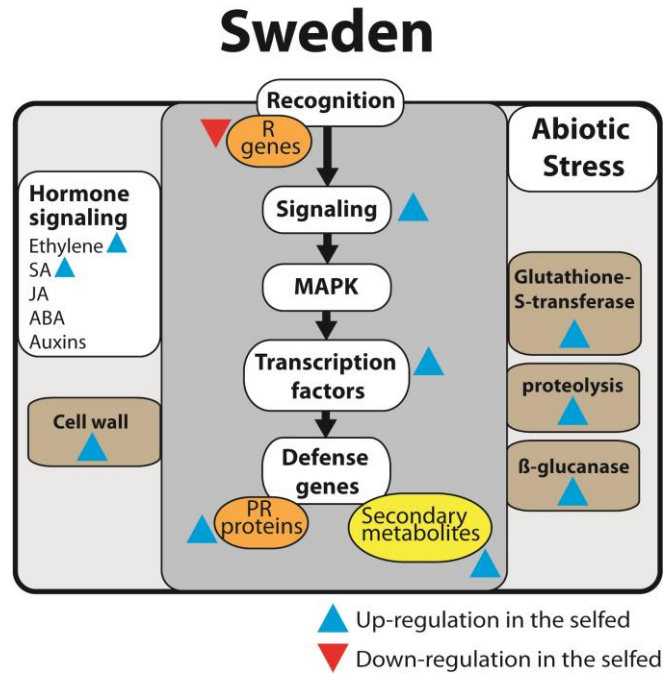 Sweden
Recognition
R
genes
Signaling
MAPK
Transcription
factors
Defense
genes
PR
proteins
Secondary
metabolites
Hormone
signaling
Ethylene
SA
JA
ABA
Auxins
Cell wall
Abiotic
Stress
Glutathione-
S-transferase
proteolysis
ß-glucanase
Up-regulation in the selfed
Down-regulation in the selfed